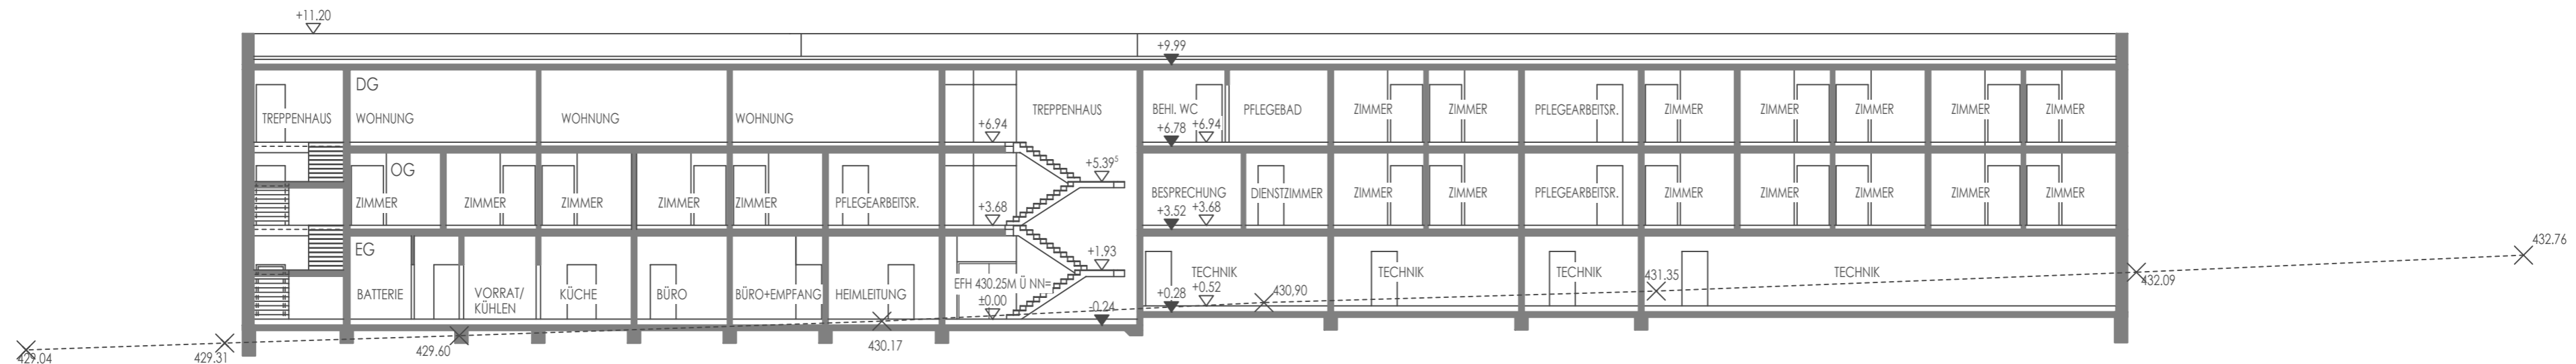 +11.20
+9.99
DG
TREPPENHAUS
WOHNUNG
WOHNUNG
WOHNUNG
+6.94
TREPPENHAUS
BEHI. WC
+6.78
+6.94
PFLEGEBAD
ZIMMER
ZIMMER
PFLEGEARBEITSR.
ZIMMER
ZIMMER
ZIMMER
ZIMMER
ZIMMER
+5.39⁵
OG
ZIMMER
ZIMMER
ZIMMER
ZIMMER
ZIMMER
PFLEGEARBEITSR.
+3.68
BESPRECHUNG
+3.52
+3.68
DIENSTZIMMER
ZIMMER
ZIMMER
PFLEGEARBEITSR.
ZIMMER
ZIMMER
ZIMMER
ZIMMER
ZIMMER
+1.93
EG
BATTERIE
VORRAT/
KÜHLEN
KÜCHE
BÜRO
BÜRO+EMPFANG
HEIMLEITUNG
EFH 430.25M Ü NN=
±0.00
-0.24
+0.28
TECHNIK
+0.52
430,90
TECHNIK
TECHNIK
431.35
TECHNIK
432.09
432.76
429.04
429.31
429.60
430.17